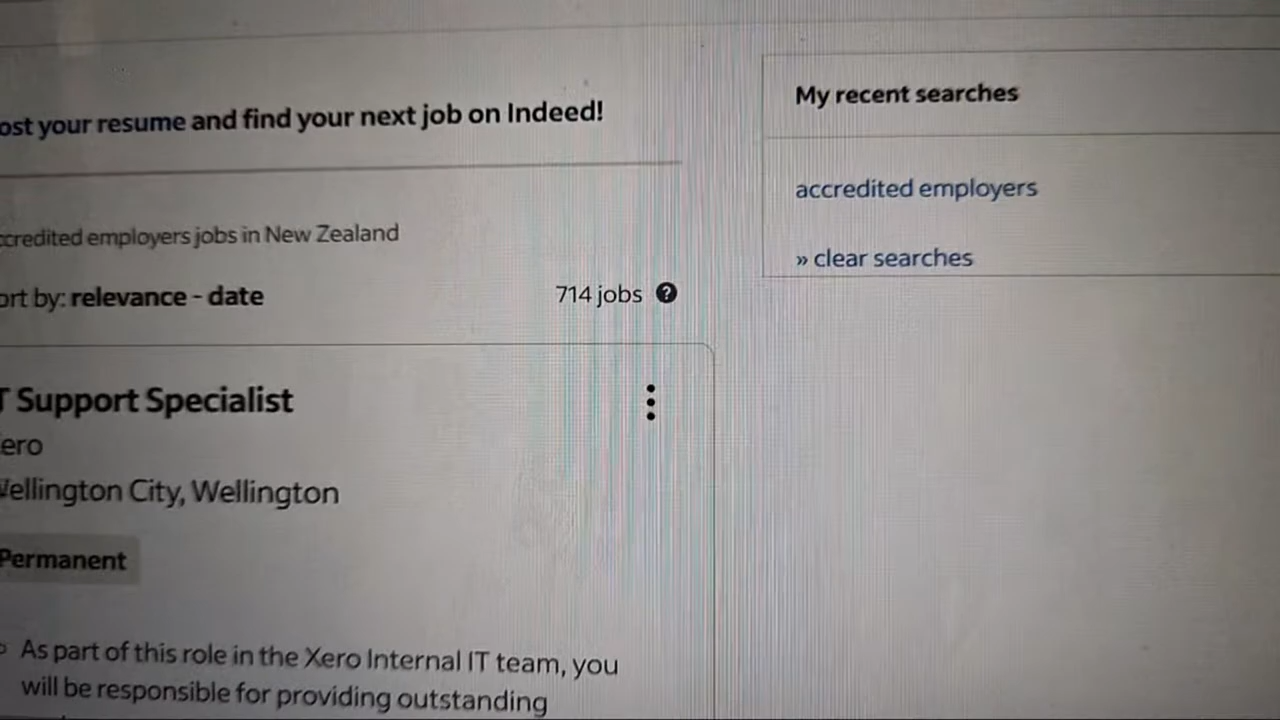 ost your resume and find your next job on Indeed!
ccredited employers jobs in New Zealand
ort by: relevance - date
714 jobs ?
T Support Specialist
ero
Wellington City, Wellington
Permanent
As part of this role in the Xero Internal IT team, you
will be responsible for providing outstanding
My recent searches
accredited employers
» clear searches